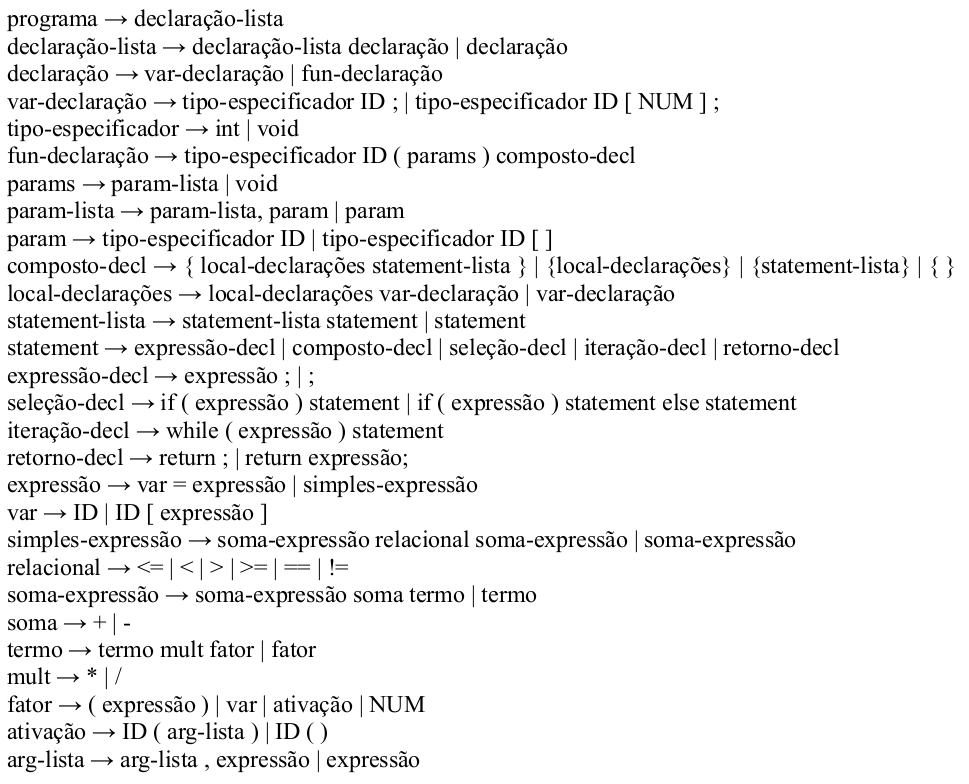 programa → declaração-lista
declaração-lista → declaração-lista declaração | declaração
declaração → var-declaração | fun-declaração
var-declaração → tipo-especificador ID ; | tipo-especificador ID [ NUM ] ;
tipo-especificador → int | void
fun-declaração → tipo-especificador ID ( params ) composto-decl
params → param-lista | void
param-lista → param-lista, param | param
param → tipo-especificador ID | tipo-especificador ID [ ]
composto-decl → { local-declarações statement-lista } | {local-declarações} | {statement-lista} | { }
local-declarações → local-declarações var-declaração | var-declaração
statement-lista → statement-lista statement | statement
statement → expressão-decl | composto-decl | seleção-decl | iteração-decl | retorno-decl
expressão-decl → expressão ; | ;
seleção-decl → if ( expressão ) statement | if ( expressão ) statement else statement
iteração-decl → while ( expressão ) statement
retorno-decl → return ; | return expressão;
expressão → var = expressão | simples-expressão
var → ID | ID [ expressão ]
simples-expressão → soma-expressão relacional soma-expressão | soma-expressão
relacional → <= | < | > | >= | == | !=
soma-expressão → soma-expressão soma termo | termo
soma → + | -
termo → termo mult fator | fator
mult → * | /
fator → ( expressão ) | var | ativação | NUM
ativação → ID ( arg-lista ) | ID ( )
arg-lista → arg-lista , expressão | expressão